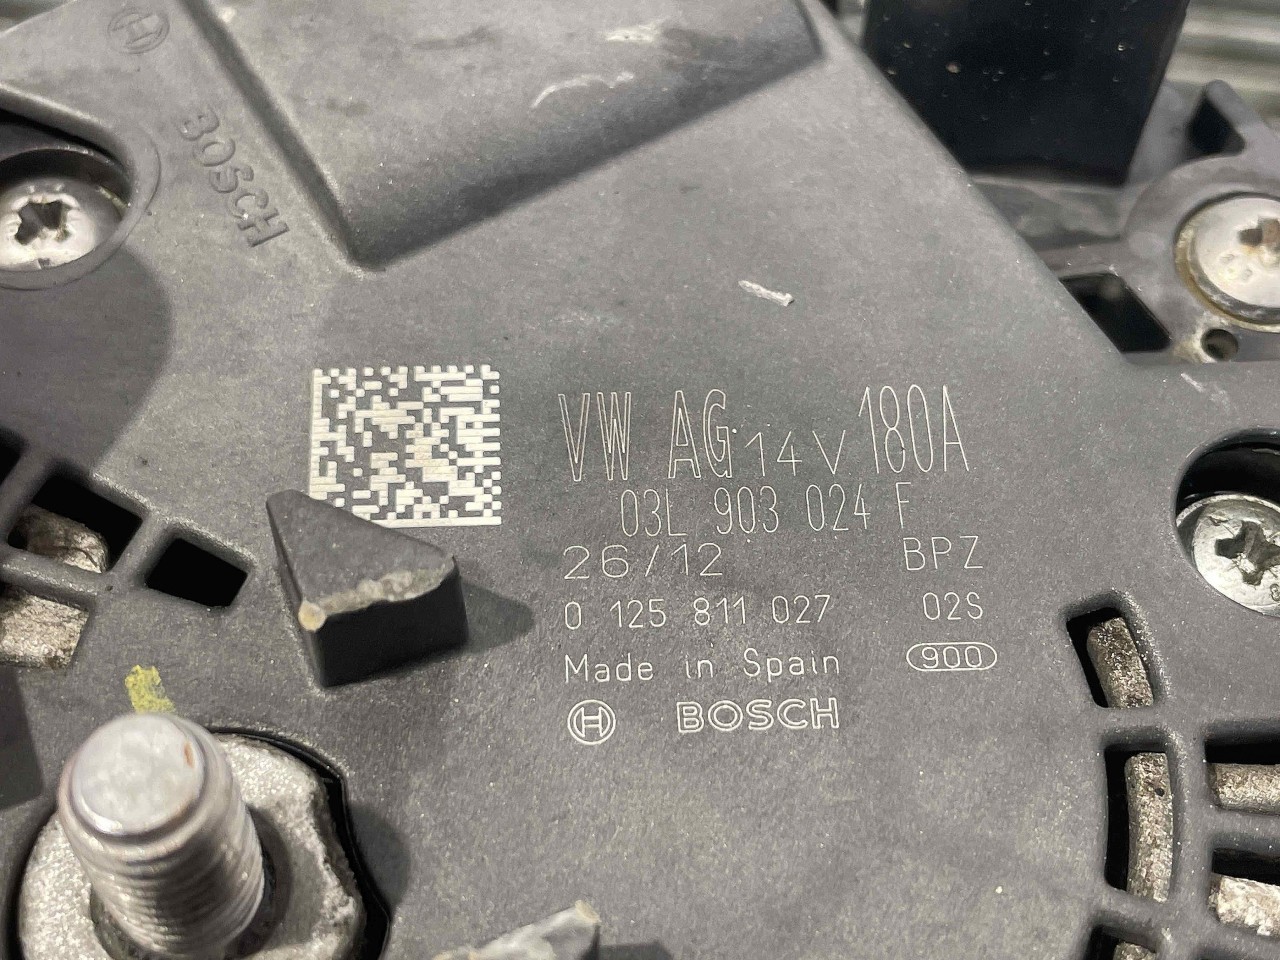 BOSCH
VW AG 14V 180A
03L 903 024 F
26/12 BPZ
0 125 811 027 02S
Made in Spain 900
BOSCH